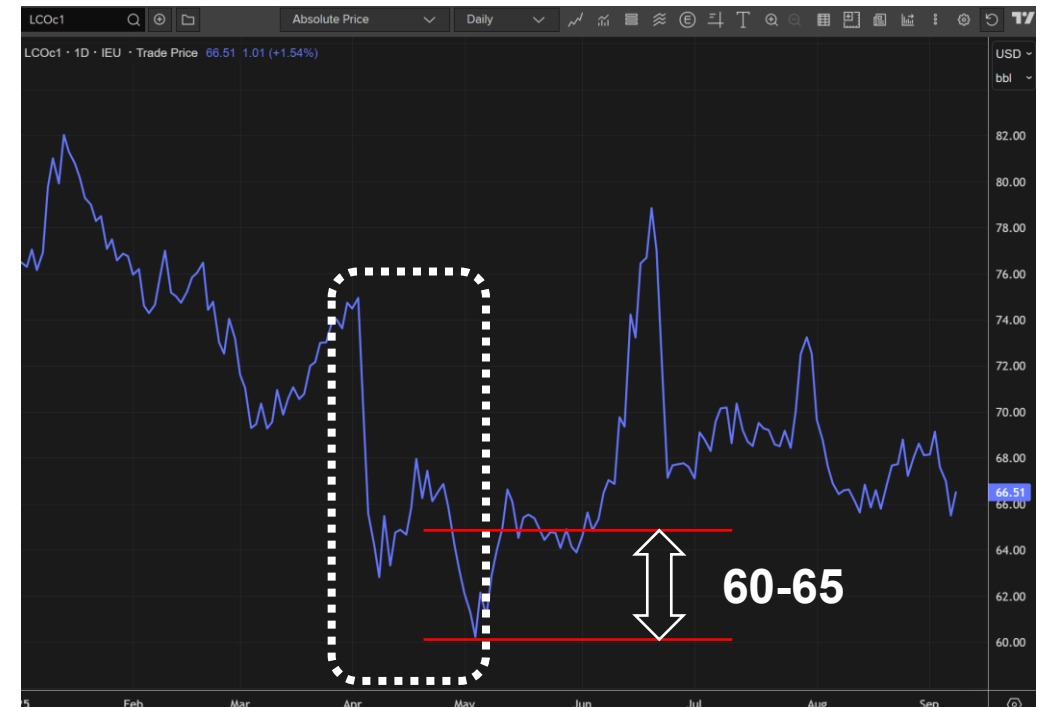 LCOc1 Absolute Price Daily
LCOc1 · 1D · IEU · Trade Price 66.51 1.01 (+1.54%)
USD
bbl
82.00
80.00
78.00
76.00
74.00
72.00
70.00
68.00
66.51
66.00
64.00
62.00
60.00
60-65
Feb Mar Apr May Jun Jul Aug Sep